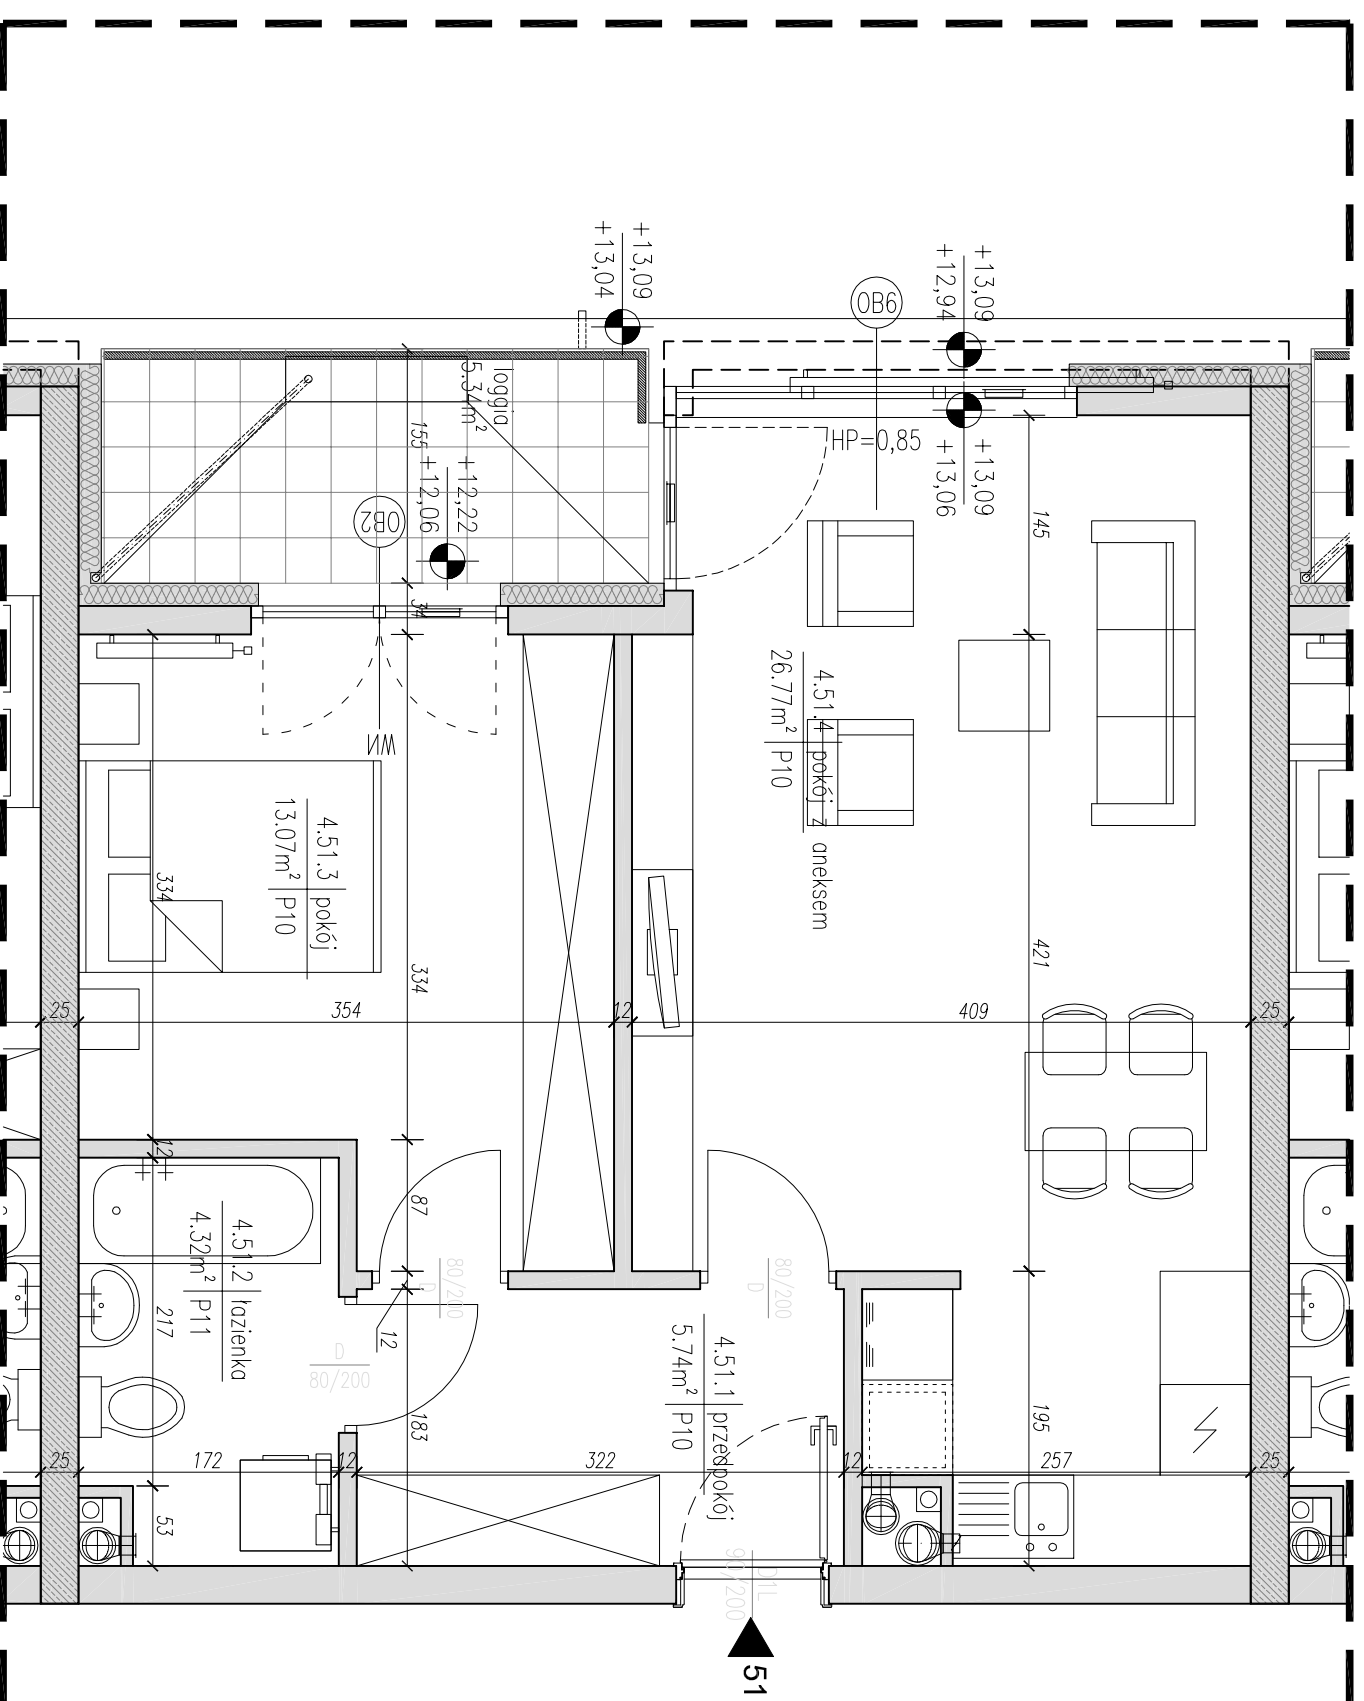 +13,09
+13,04
+13,09
+12,94
OB6
HP=0,85
+13,09
+13,06
loggia
5.34m²
155
+12,22
+12,06
OB2
34
145
WN
4.51.4 pokój z aneksem
26.77m² P10
4.51.3 pokój
13.07m² P10
334
334
421
25
354
12
409
25
12
87
80/200
D
80/200
D
4.51.2 łazienka
4.32m² P11
217
12
D
80/200
4.51.1 przedpokój
5.74m² P10
183
195
25
172
12
322
12
257
25
53
D1L
90/200
51